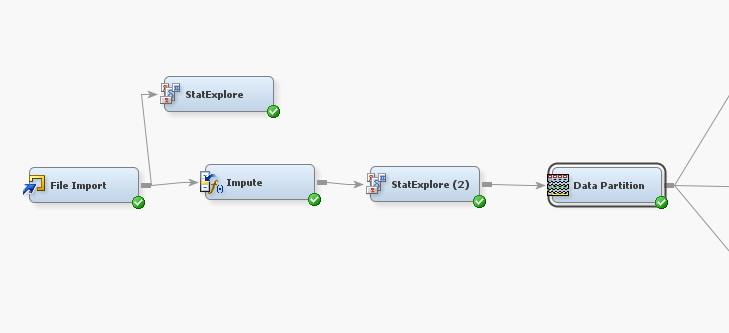 StatExplore
File Import
Impute
StatExplore (2)
Data Partition